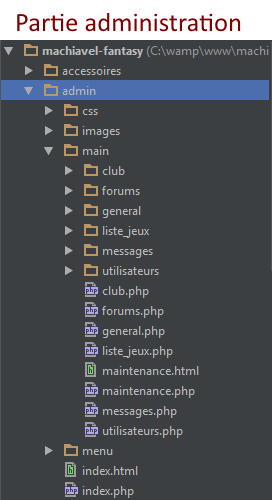 Partie administration
machiavel-fantasy (C:\wamp\www\machi
accessoires
admin
css
images
main
club
forums
general
liste_jeux
messages
utilisateurs
club.php
forums.php
general.php
liste_jeux.php
maintenance.html
maintenance.php
messages.php
utilisateurs.php
menu
index.html
index.php